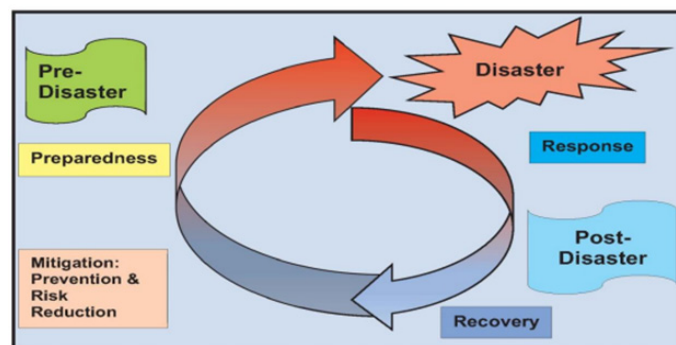 Pre-
Disaster
Disaster
Preparedness
Response
Mitigation:
Prevention &
Risk
Reduction
Post-
Disaster
Recovery